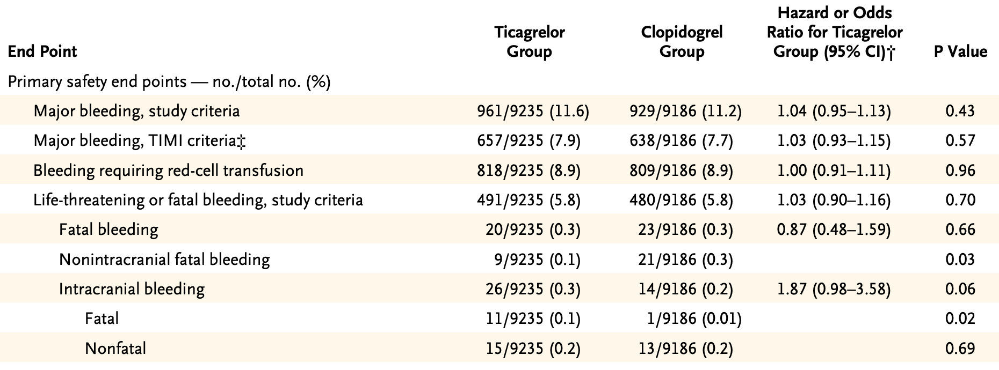 End Point Ticagrelor Group Clopidogrel Group Hazard or Odds Ratio for Ticagrelor Group (95% CI)† P Value
Primary safety end points — no./total no. (%)
Major bleeding, study criteria 961/9235 (11.6) 929/9186 (11.2) 1.04 (0.95–1.13) 0.43
Major bleeding, TIMI criteria‡ 657/9235 (7.9) 638/9186 (7.7) 1.03 (0.93–1.15) 0.57
Bleeding requiring red-cell transfusion 818/9235 (8.9) 809/9186 (8.9) 1.00 (0.91–1.11) 0.96
Life-threatening or fatal bleeding, study criteria 491/9235 (5.8) 480/9186 (5.8) 1.03 (0.90–1.16) 0.70
Fatal bleeding 20/9235 (0.3) 23/9186 (0.3) 0.87 (0.48–1.59) 0.66
Nonintracranial fatal bleeding 9/9235 (0.1) 21/9186 (0.3) 0.03
Intracranial bleeding 26/9235 (0.3) 14/9186 (0.2) 1.87 (0.98–3.58) 0.06
Fatal 11/9235 (0.1) 1/9186 (0.01) 0.02
Nonfatal 15/9235 (0.2) 13/9186 (0.2) 0.69